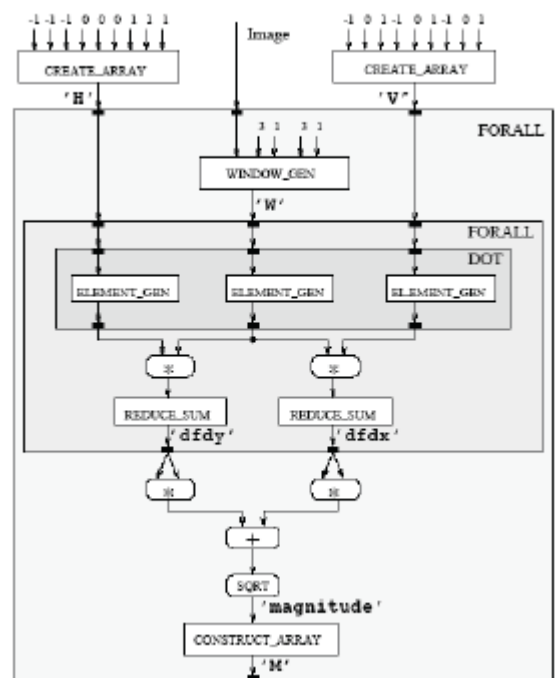 -1 -1 -1 0 0 0 1 1 1
Image
-1 0 1 -1 0 1 -1 0 1
CREATE_ARRAY
CREATE_ARRAY
'H'
'V'
FORALL
3 1 3 1
WINDOW_GEN
'W'
FORALL
DOT
ELEMENT_GEN
ELEMENT_GEN
ELEMENT_GEN
*
*
REDUCE_SUM
REDUCE_SUM
'dfdy'
'dfdx'
*
*
+
SQRT
'magnitude'
CONSTRUCT_ARRAY
'M'